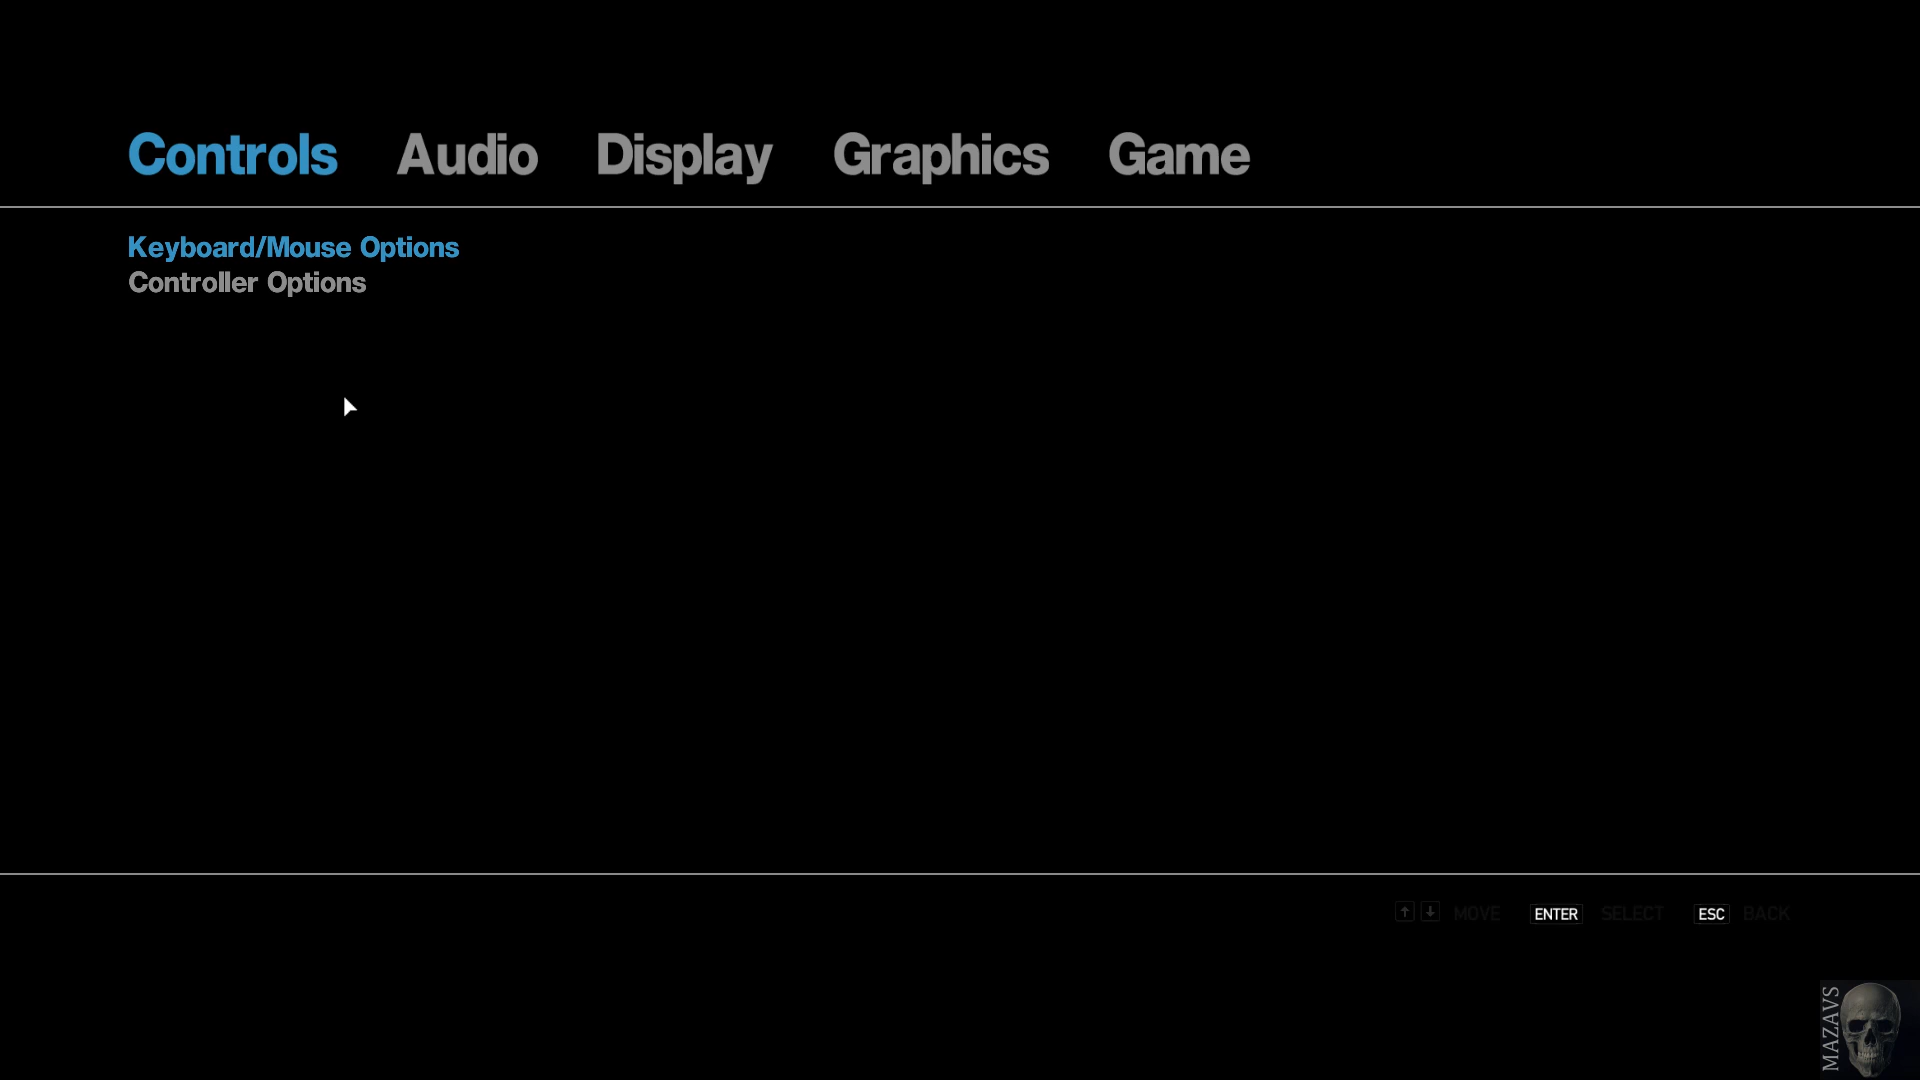 Controls Audio Display Graphics Game
Keyboard/Mouse Options
Controller Options
MOVE ENTER SELECT ESC BACK
MAZAVS